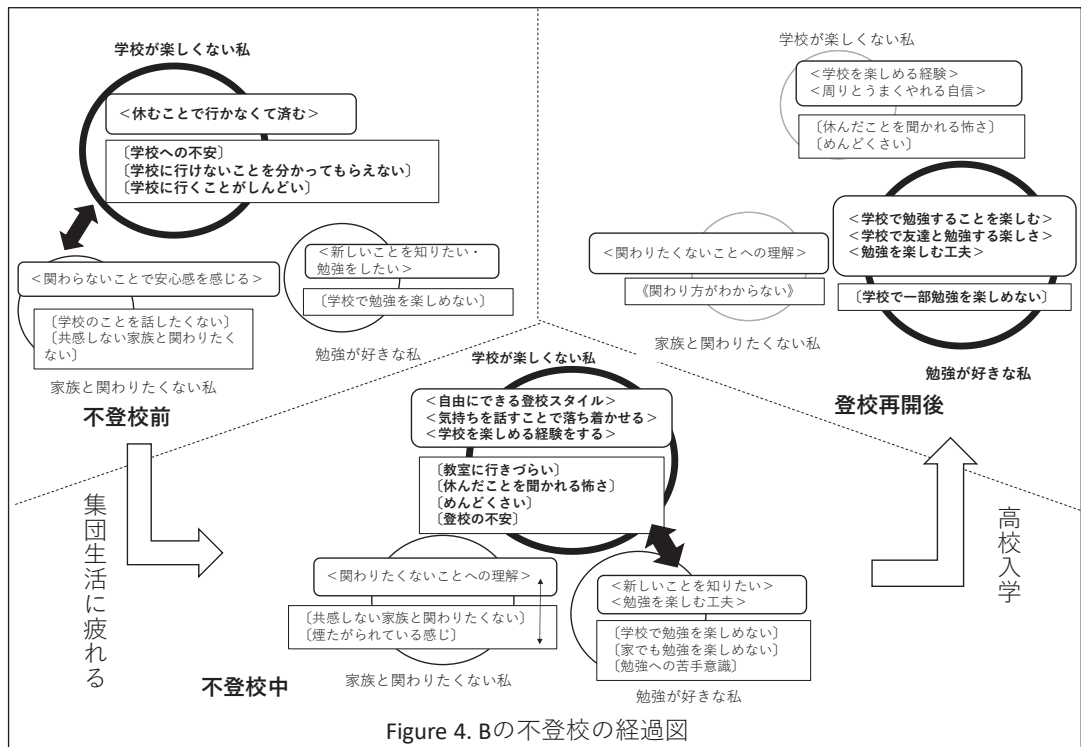 学校が楽しくない私
＜休むことで行かなくて済む＞
〔学校への不安〕
〔学校に行けないことを分かってもらえない〕
〔学校に行くことがしんどい〕
＜関わらないことで安心感を感じる＞
〔学校のことを話したくない〕
〔共感しない家族と関わりたく
ない〕
家族と関わりたくない私
＜新しいことを知りたい・
勉強をしたい＞
〔学校で勉強を楽しめない〕
勉強が好きな私
不登校前
集団生活に疲れる
学校が楽しくない私
＜自由にできる登校スタイル＞
＜気持ちを話すことで落ち着かせる＞
＜学校を楽しめる経験をする＞
〔教室に行きづらい〕
〔休んだことを聞かれる怖さ〕
〔めんどくさい〕
〔登校の不安〕
＜関わりたくないことへの理解＞
〔共感しない家族と関わりたくない〕
〔煙たがられている感じ〕
家族と関わりたくない私
＜新しいことを知りたい＞
＜勉強を楽しむ工夫＞
〔学校で勉強を楽しめない〕
〔家でも勉強を楽しめない〕
〔勉強への苦手意識〕
勉強が好きな私
不登校中
高校入学
学校が楽しくない私
＜学校を楽しめる経験＞
＜周りとうまくやれる自信＞
〔休んだことを聞かれる怖さ〕
〔めんどくさい〕
＜関わりたくないことへの理解＞
《関わり方がわからない》
家族と関わりたくない私
＜学校で勉強することを楽しむ＞
＜学校で友達と勉強する楽しさ＞
＜勉強を楽しむ工夫＞
〔学校で一部勉強を楽しめない〕
勉強が好きな私
登校再開後
Figure 4. Bの不登校の経過図